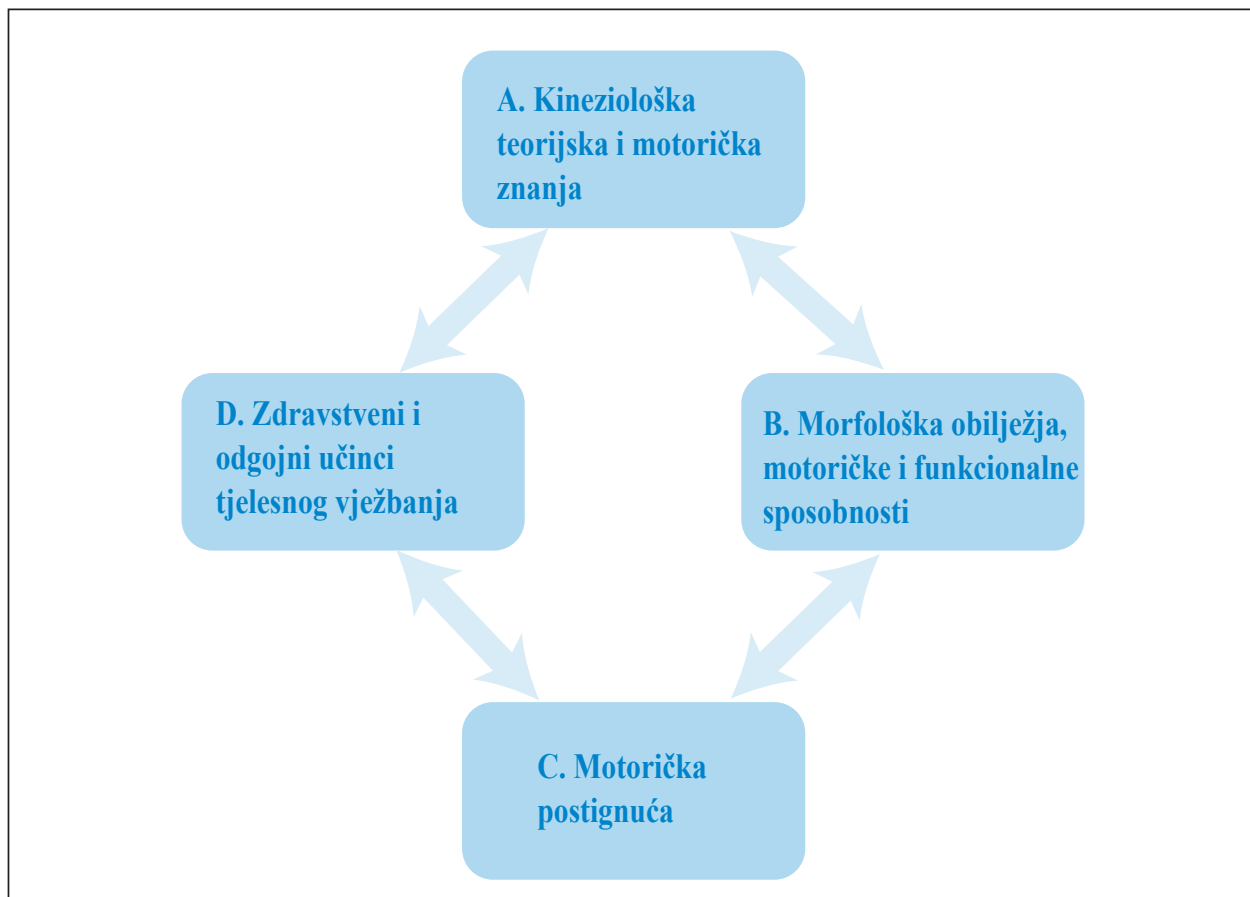 A. Kineziološka
teorijska i motorička
znanja
D. Zdravstveni i
odgojni učinci
tjelesnog vježbanja
B. Morfološka obilježja,
motoričke i funkcionalne
sposobnosti
C. Motorička
postignuća